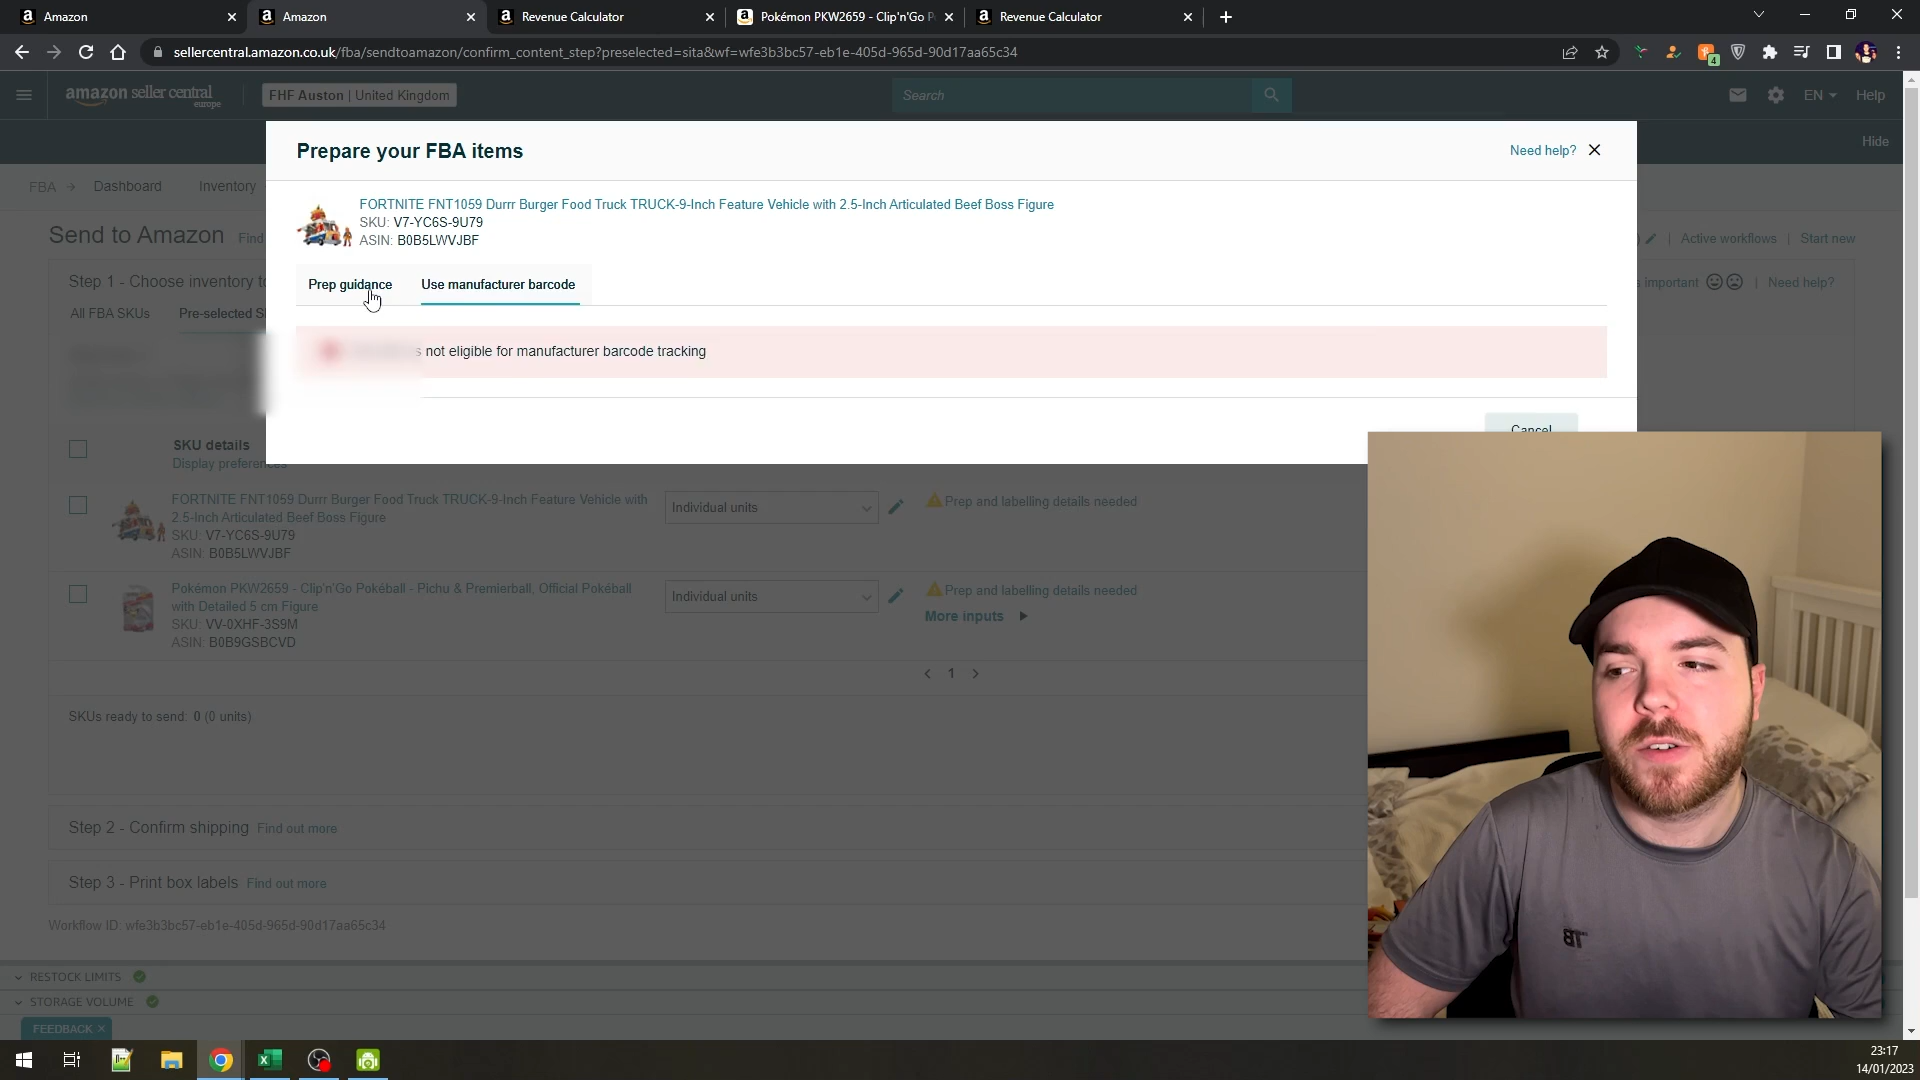 Amazon
Amazon
Revenue Calculator
Pokémon PKW2659 - Clip'n'Go P
Revenue Calculator
sellercentral.amazon.co.uk/fba/sendtoamazon/confirm_content_step?preselected=sita&wf=wfe3b3bc57-eb1e-405d-965d-90d17aa65c34
4
amazon seller central
europe
FHF Auston | United Kingdom
Search
EN
Help
Hide
Prepare your FBA items
Need help?
FBA
Dashboard
Inventory
FORTNITE FNT1059 Durrr Burger Food Truck TRUCK-9-Inch Feature Vehicle with 2.5-Inch Articulated Beef Boss Figure
SKU: V7-YC6S-9U79
ASIN: B0B5LWVJBF
Send to Amazon Find
Active workflows | Start new
Prep guidance
Use manufacturer barcode
Step 1 - Choose inventory to
important
Need help?
All FBA SKUs
Pre-selected S
not eligible for manufacturer barcode tracking
Cancel
SKU details
Display preferences
FORTNITE FNT1059 Durrr Burger Food Truck TRUCK-9-Inch Feature Vehicle with
2.5-Inch Articulated Beef Boss Figure
SKU: V7-YC6S-9U79
ASIN: B0B5LWVJBF
Individual units
Prep and labelling details needed
Pokémon PKW2659 - Clip'n'Go Pokéball - Pichu & Premierball, Official Pokéball
with Detailed 5 cm Figure
SKU: VV-0XHF-3S9M
ASIN: B0B9GSBCVD
Individual units
Prep and labelling details needed
More inputs
1
SKUs ready to send: 0 (0 units)
Step 2 - Confirm shipping Find out more
Step 3 - Print box labels Find out more
Workflow ID: wfe3b3bc57-eb1e-405d-965d-90d17aa65c34
RESTOCK LIMITS
STORAGE VOLUME
FEEDBACK
23:17
14/01/2023